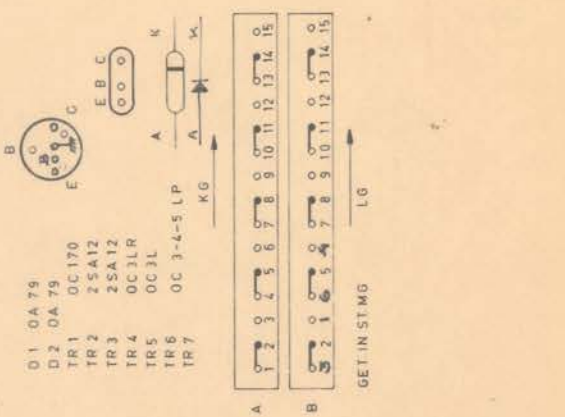 D1 OA 79
D2 OA 79
TR1 OC170
TR2 2SA12
TR3 2SA12
TR4 OC 3LR
TR5 OC 3L
TR6 OC 3-4-5 LP
TR7
B
B
E C
E B C
A K
A K
KG
A 1 2 3 4 5 6 7 8 9 10 11 12 13 14 15
B 3 2 1 6 5 4 7 8 9 10 11 12 13 14 15
LG
GET.IN ST.MG